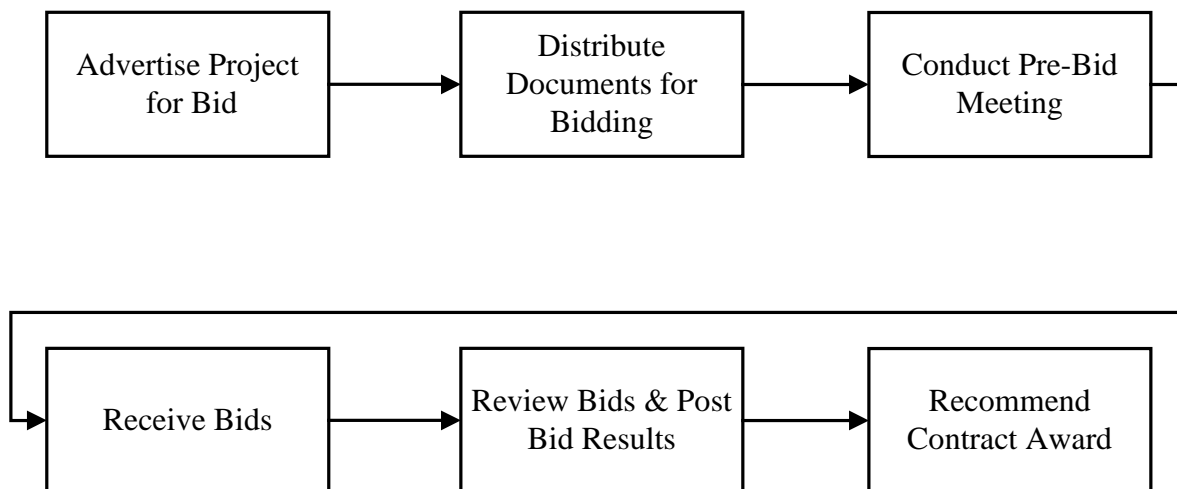 Advertise Project
for Bid
Distribute
Documents for
Bidding
Conduct Pre-Bid
Meeting
Receive Bids
Review Bids & Post
Bid Results
Recommend
Contract Award